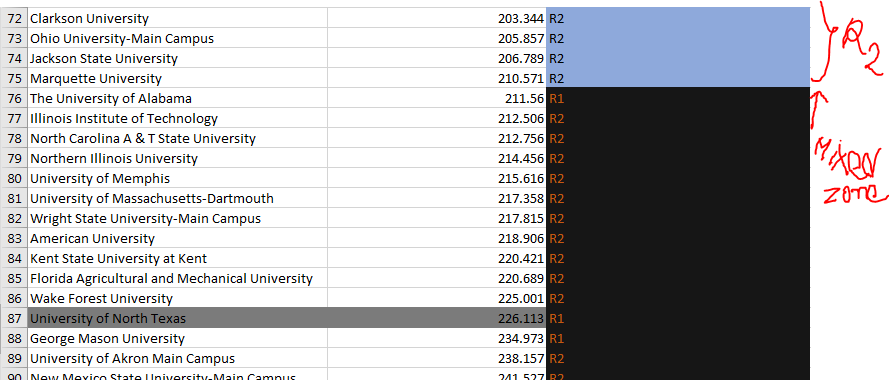 72 Clarkson University 203.344 R2
73 Ohio University-Main Campus 205.857 R2
74 Jackson State University 206.789 R2
75 Marquette University 210.571 R2
76 The University of Alabama 211.56 R1
77 Illinois Institute of Technology 212.506 R2
78 North Carolina A & T State University 212.756 R2
79 Northern Illinois University 214.456 R2
80 University of Memphis 215.616 R2
81 University of Massachusetts-Dartmouth 217.358 R2
82 Wright State University-Main Campus 217.815 R2
83 American University 218.906 R2
84 Kent State University at Kent 220.421 R2
85 Florida Agricultural and Mechanical University 220.689 R2
86 Wake Forest University 225.001 R2
87 University of North Texas 226.113 R1
88 George Mason University 234.973 R1
89 University of Akron Main Campus 238.157 R2
90 New Mexico State University-Main Campus 241.527 R2
R2
Mixed
zone